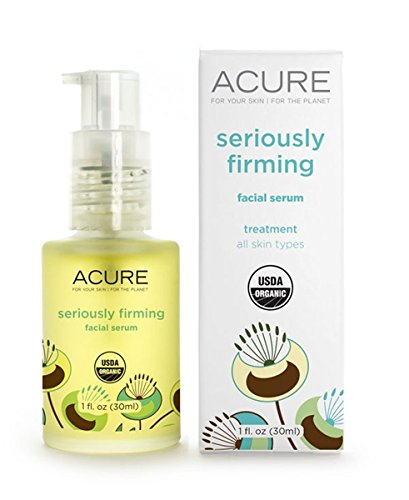 ACURE
FOR YOUR SKIN | FOR THE PLANET
seriously firming
facial serum
USDA
ORGANIC
1 fl. oz (30ml)
ACURE
FOR YOUR SKIN | FOR THE PLANET
seriously
firming
facial serum
treatment
all skin types
USDA
ORGANIC
1 fl. oz (30ml)